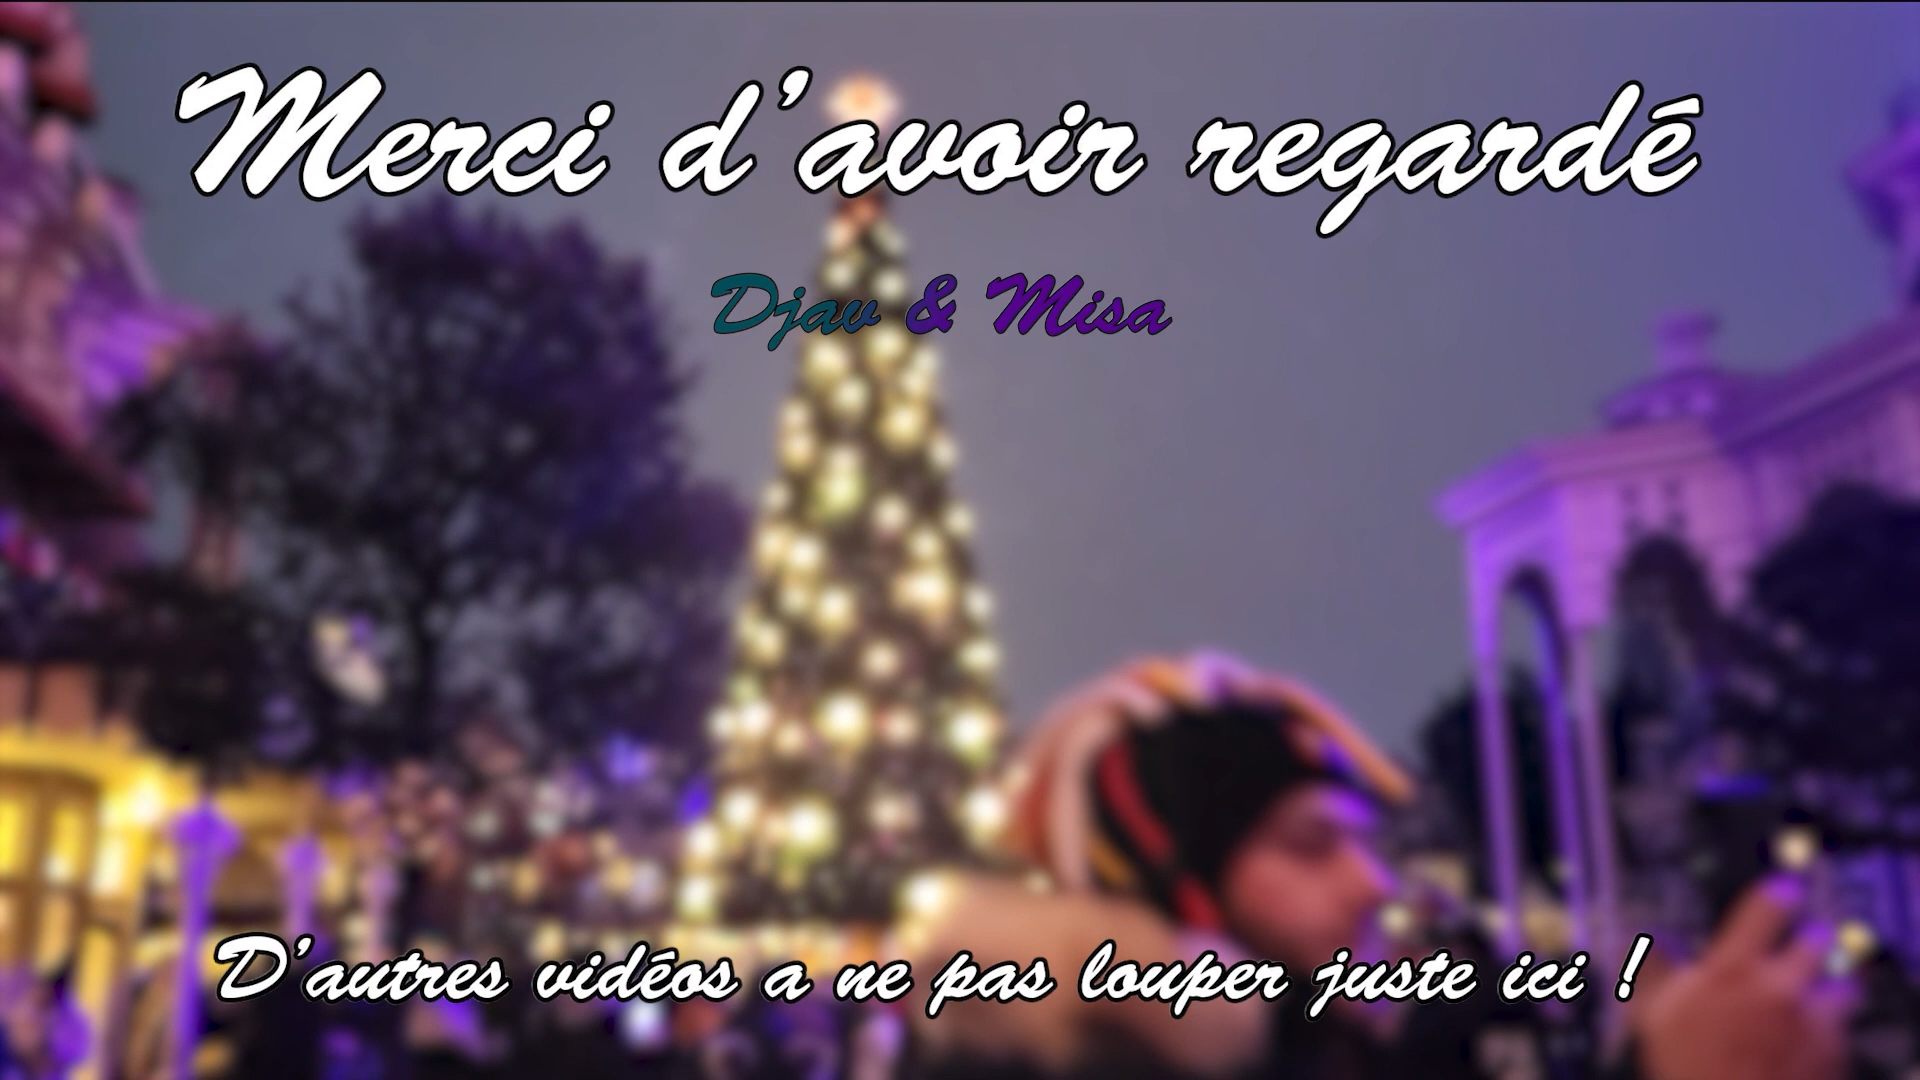 Merci d'avoir regardé
Djav & Misa
D'autres vidéos a ne pas louper juste ici !